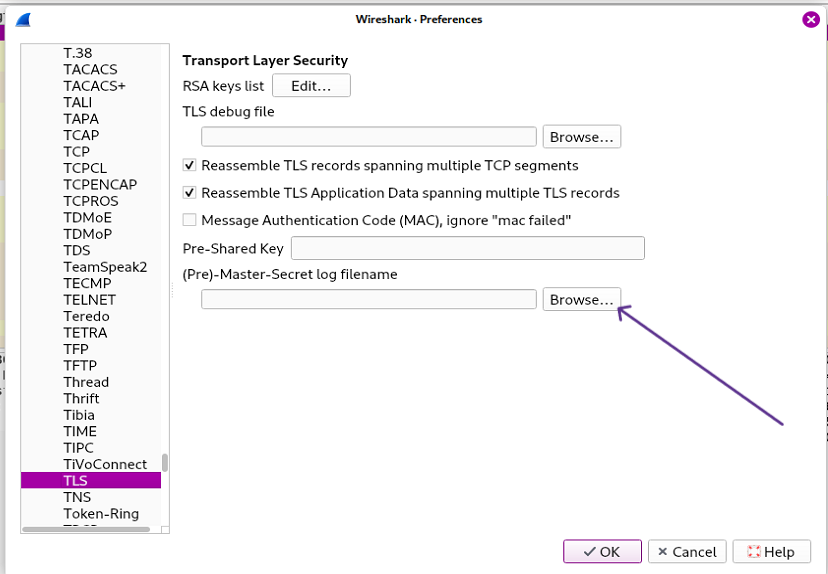 Wireshark · Preferences
T.38
TACACS
TACACS+
TALI
TAPA
TCAP
TCP
TCPCL
TCPENCAP
TCPROS
TDMoE
TDMoP
TDS
TeamSpeak2
TECMP
TELNET
Teredo
TETRA
TFP
TFTP
Thread
Thrift
Tibia
TIME
TIPC
TiVoConnect
TLS
TNS
Token-Ring
Transport Layer Security
RSA keys list Edit...
TLS debug file
Browse...
Reassemble TLS records spanning multiple TCP segments
Reassemble TLS Application Data spanning multiple TLS records
Message Authentication Code (MAC), ignore "mac failed"
Pre-Shared Key
(Pre)-Master-Secret log filename
Browse...
OK Cancel Help